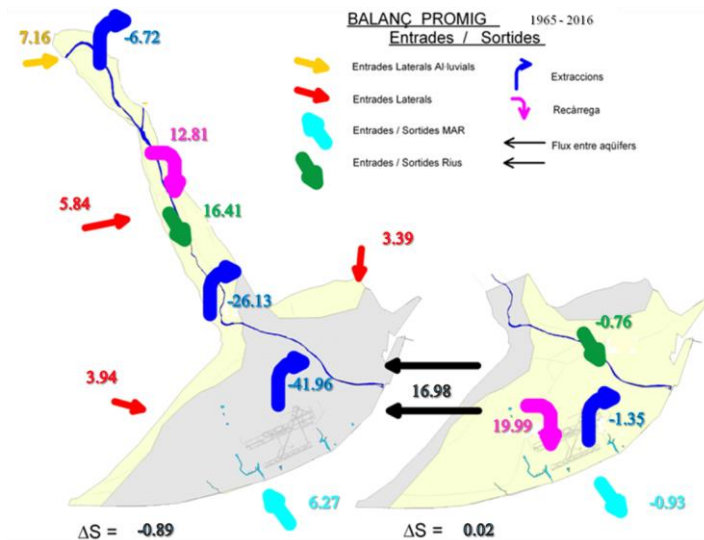 BALANÇ PROMIG 1965 - 2016
Entrades / Sortides
Entrades Laterals Al·luvials
Extraccions
Entrades Laterals
Recàrrega
Entrades / Sortides MAR
Flux entre aqüifers
Entrades / Sortides Rius
7.16
-6.72
12.81
5.84
16.41
3.39
-26.13
-0.76
3.94
-41.96
16.98
19.99
-1.35
6.27
-0.93
ΔS = -0.89
ΔS = 0.02